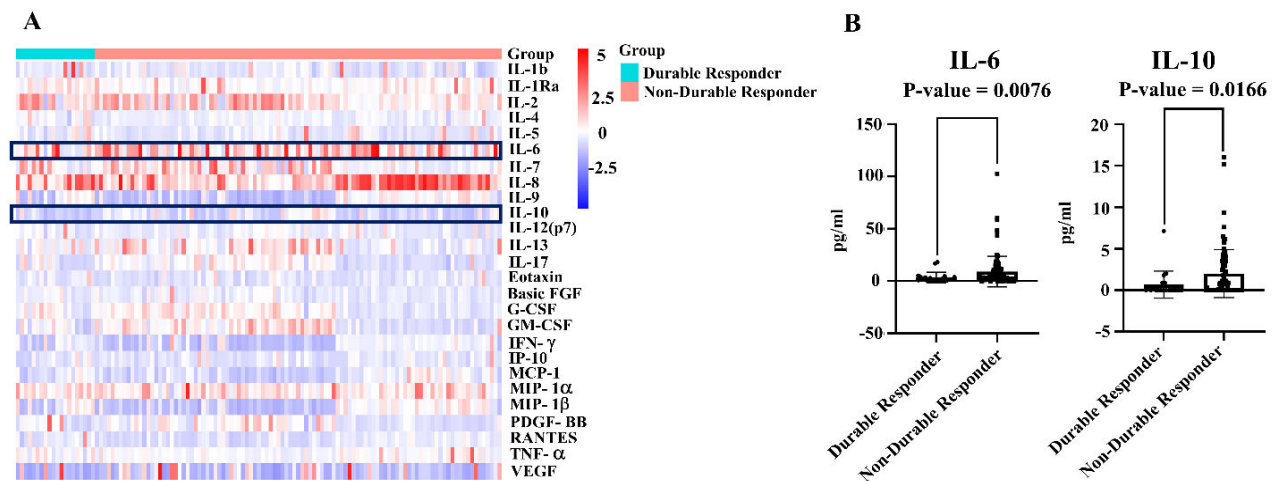 A
Group
IL-1b
IL-1Ra
IL-2
IL-4
IL-5
IL-6
IL-7
IL-8
IL-9
IL-10
IL-12(p7)
IL-13
IL-17
Eotaxin
Basic FGF
G-CSF
GM-CSF
IFN- γ
IP-10
MCP-1
MIP- 1α
MIP- 1β
PDGF- BB
RANTES
TNF- α
VEGF
5
2.5
0
-2.5
Group
Durable Responder
Non-Durable Responder
B
IL-6
P-value = 0.0076
150
100
50
0
-50
pg/ml
Durable Responder
Non-Durable Responder
IL-10
P-value = 0.0166
20
15
10
5
0
-5
pg/ml
Durable Responder
Non-Durable Responder